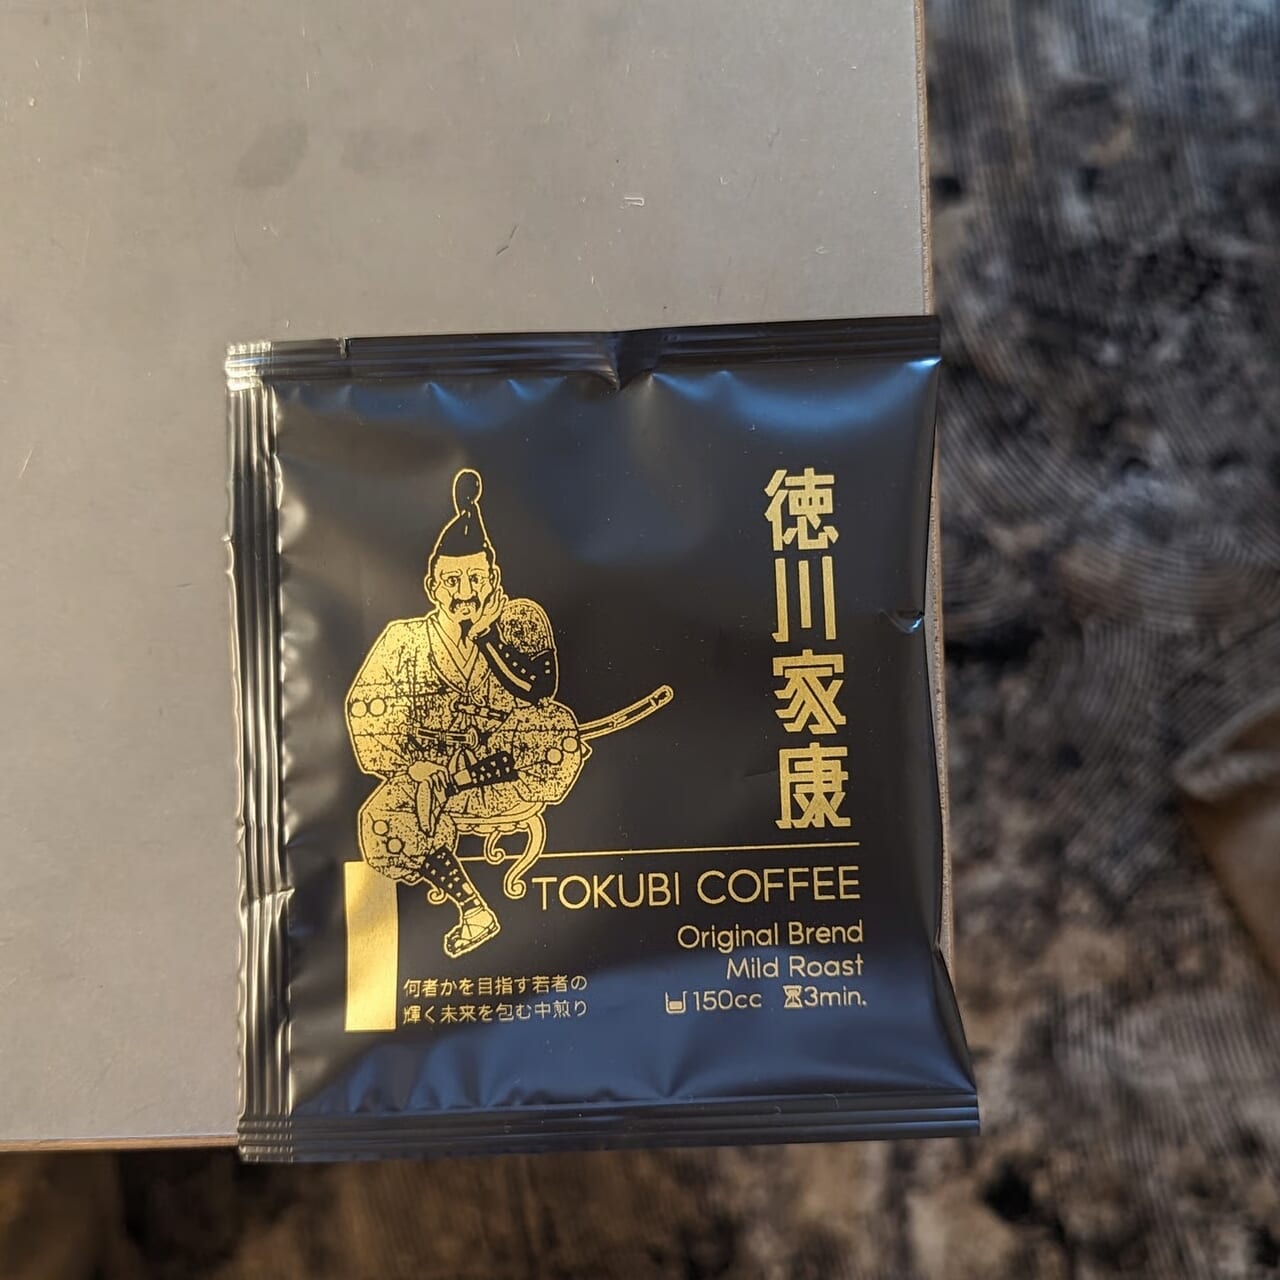 徳川家康
TOKUBI COFFEE
Original Brend
Mild Roast
150cc 3min.
何者かを目指す若者の
輝く未来を包む中煎り